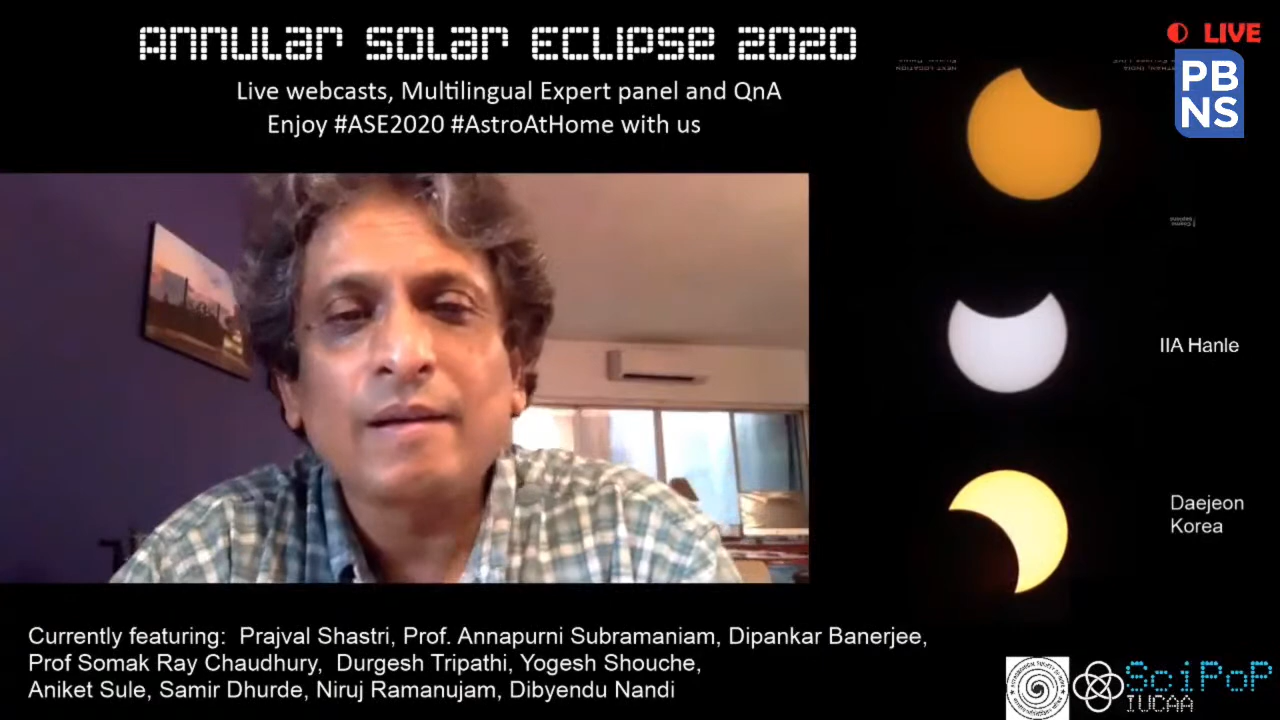 Annular Solar Eclipse 2020
Live webcasts, Multilingual Expert panel and QnA
Enjoy #ASE2020 #AstroAtHome with us
LIVE
PB
NS
IIA Hanle
Daejeon
Korea
Currently featuring: Prajval Shastri, Prof. Annapurni Subramaniam, Dipankar Banerjee,
Prof Somak Ray Chaudhury, Durgesh Tripathi, Yogesh Shouche,
Aniket Sule, Samir Dhurde, Niruj Ramanujam, Dibyendu Nandi
SciPoP
IUCAA